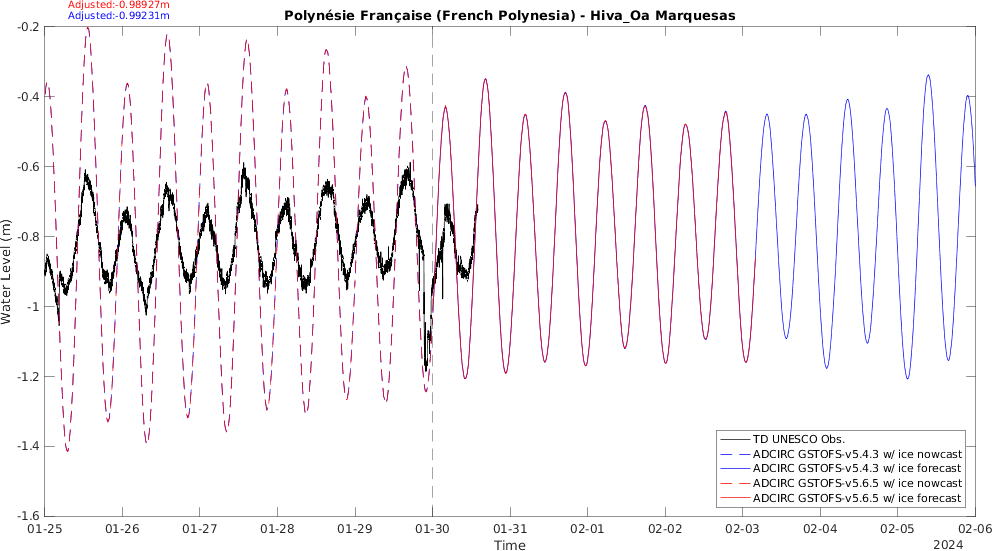 Adjusted:-0.98927m
Adjusted:-0.99231m
Polynésie Française (French Polynesia) - Hiva_Oa Marquesas
Water Level (m)
-0.2
-0.4
-0.6
-0.8
-1
-1.2
-1.4
-1.6
TD UNESCO Obs.
ADCIRC GSTOFS-v5.4.3 w/ ice nowcast
ADCIRC GSTOFS-v5.4.3 w/ ice forecast
ADCIRC GSTOFS-v5.6.5 w/ ice nowcast
ADCIRC GSTOFS-v5.6.5 w/ ice forecast
01-25 01-26 01-27 01-28 01-29 01-30 01-31 02-01 02-02 02-03 02-04 02-05 02-06
Time
2024